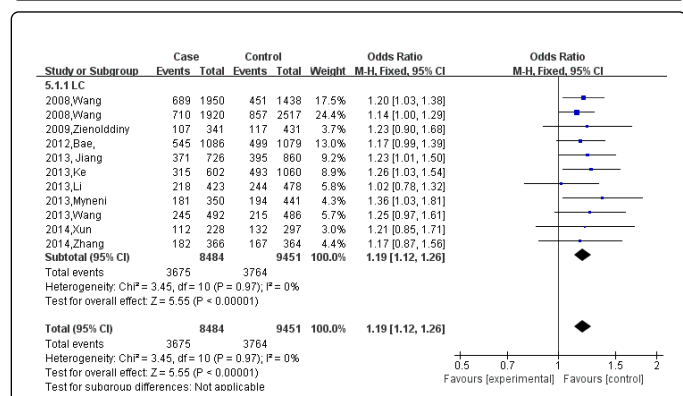 Case Control Odds Ratio Odds Ratio
Study or Subgroup Events Total Events Total Weight M-H, Fixed, 95% CI M-H, Fixed, 95% CI
5.1.1 LC
2008,Wang 689 1950 451 1438 17.5% 1.20 [1.03, 1.38]
2008,Wang 710 1920 857 2517 24.4% 1.14 [1.00, 1.29]
2009,Zienolddiny 107 341 117 431 3.7% 1.23 [0.90, 1.68]
2012,Bae, 545 1086 499 1079 13.0% 1.17 [0.99, 1.39]
2013, Jiang 371 726 395 860 9.2% 1.23 [1.01, 1.50]
2013,Ke 315 602 493 1060 8.8% 1.26 [1.03, 1.54]
2013,Li 218 423 244 478 5.8% 1.02 [0.78, 1.32]
2013,Myneni 181 350 194 441 4.3% 1.36 [1.03, 1.81]
2013,Wang 245 492 215 486 5.7% 1.25 [0.97, 1.61]
2014,Xun 112 228 132 297 3.1% 1.21 [0.85, 1.71]
2014,Zhang 182 366 167 364 4.4% 1.17 [0.87, 1.56]
Subtotal (95% CI) 8484 9451 100.0% 1.19 [1.12, 1.26]
Total events 3675 3764
Heterogeneity: Chi² = 3.45, df = 10 (P = 0.97); I² = 0%
Test for overall effect: Z = 5.55 (P < 0.00001)
Total (95% CI) 8484 9451 100.0% 1.19 [1.12, 1.26]
Total events 3675 3764
Heterogeneity: Chi² = 3.45, df = 10 (P = 0.97); I² = 0%
Test for overall effect: Z = 5.55 (P < 0.00001)
Test for subgroup differences: Not applicable
0.5 0.7 1 1.5 2
Favours [experimental] Favours [control]